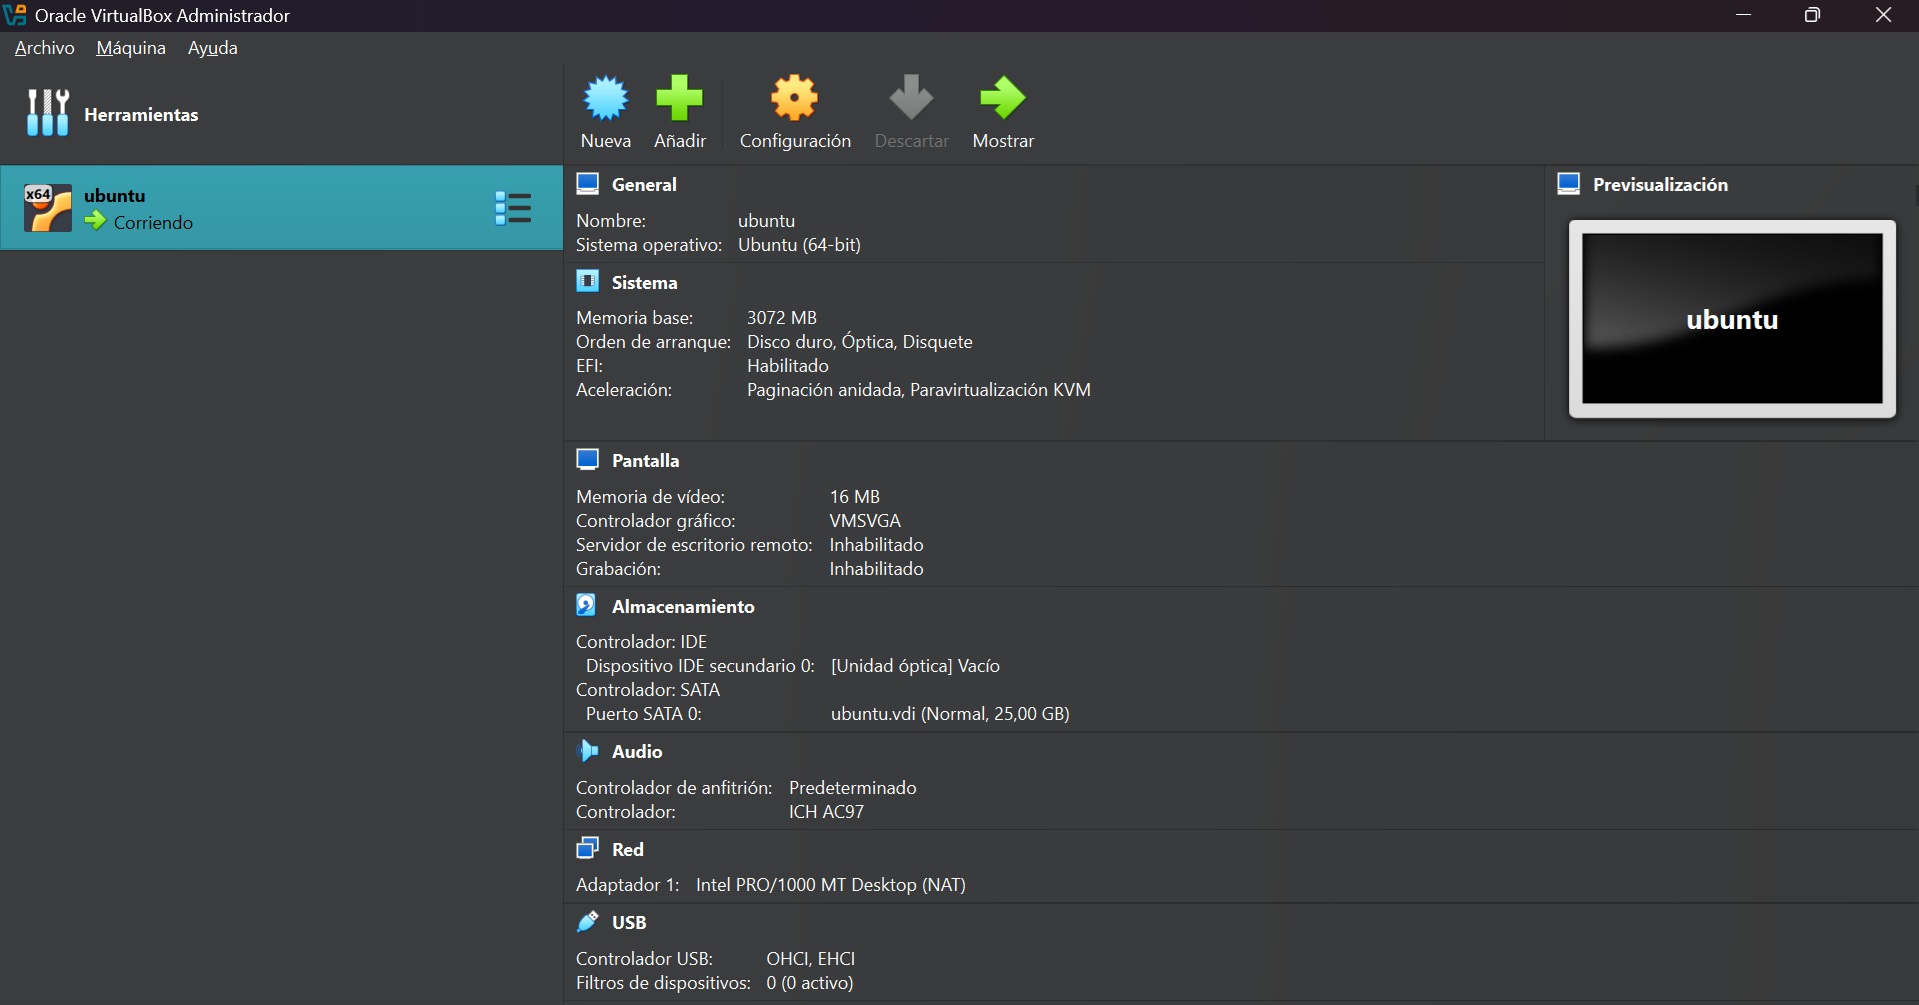 Oracle VirtualBox Administrador
Archivo Máquina Ayuda
Herramientas
Nueva Añadir Configuración Descartar Mostrar
x64
ubuntu
Corriendo
General
Nombre: ubuntu
Sistema operativo: Ubuntu (64-bit)
Sistema
Memoria base: 3072 MB
Orden de arranque: Disco duro, Óptica, Disquete
EFI: Habilitado
Aceleración: Paginación anidada, Paravirtualización KVM
Previsualización
ubuntu
Pantalla
Memoria de vídeo: 16 MB
Controlador gráfico: VMSVGA
Servidor de escritorio remoto: Inhabilitado
Grabación: Inhabilitado
Almacenamiento
Controlador: IDE
Dispositivo IDE secundario 0: [Unidad óptica] Vacío
Controlador: SATA
Puerto SATA 0: ubuntu.vdi (Normal, 25,00 GB)
Audio
Controlador de anfitrión: Predeterminado
Controlador: ICH AC97
Red
Adaptador 1: Intel PRO/1000 MT Desktop (NAT)
USB
Controlador USB: OHCI, EHCI
Filtros de dispositivos: 0 (0 activo)